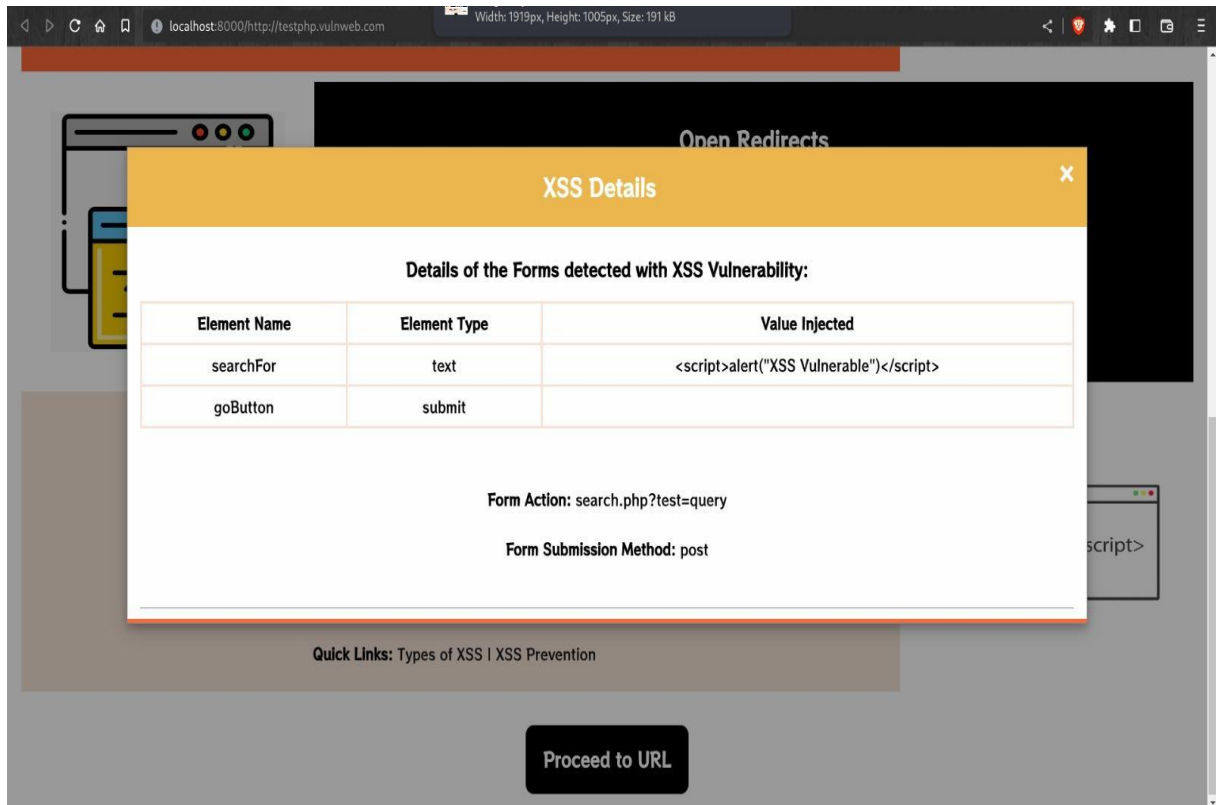 localhost:8000/http://testphp.vulnweb.com
Width: 1919px, Height: 1005px, Size: 191 kB
Open Redirects
XSS Details
×
Details of the Forms detected with XSS Vulnerability:
Element Name Element Type Value Injected
searchFor text <script>alert("XSS Vulnerable")</script>
goButton submit
Form Action: search.php?test=query
Form Submission Method: post
script>
Quick Links: Types of XSS | XSS Prevention
Proceed to URL